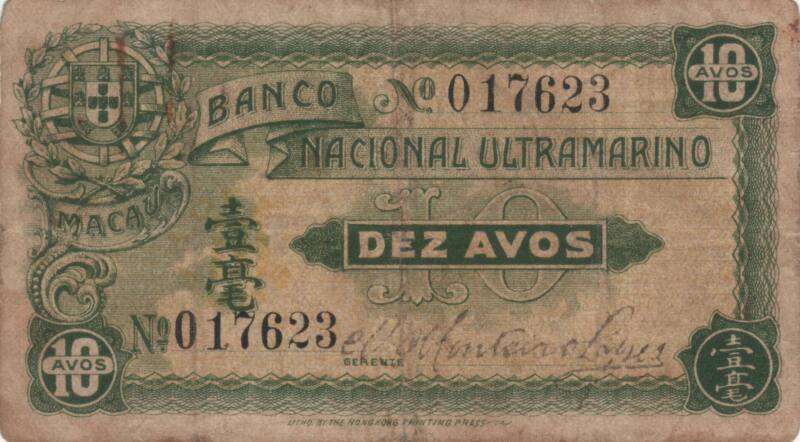 10
AVOS
BANCO
No 017623
NACIONAL ULTRAMARINO
MACAU
壹毫
10
DEZ AVOS
No 017623
GERENTE
10
AVOS
壹毫
LITHO. BY THE HONGKONG PRINTING PRESS